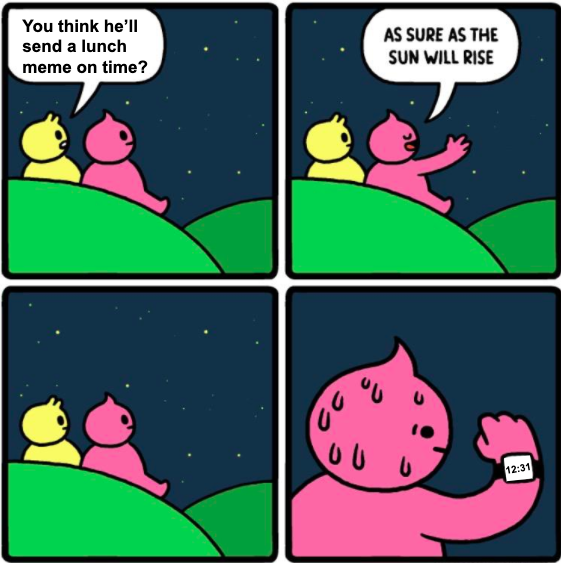 You think he’ll
send a lunch
meme on time?
AS SURE AS THE
SUN WILL RISE
12:31